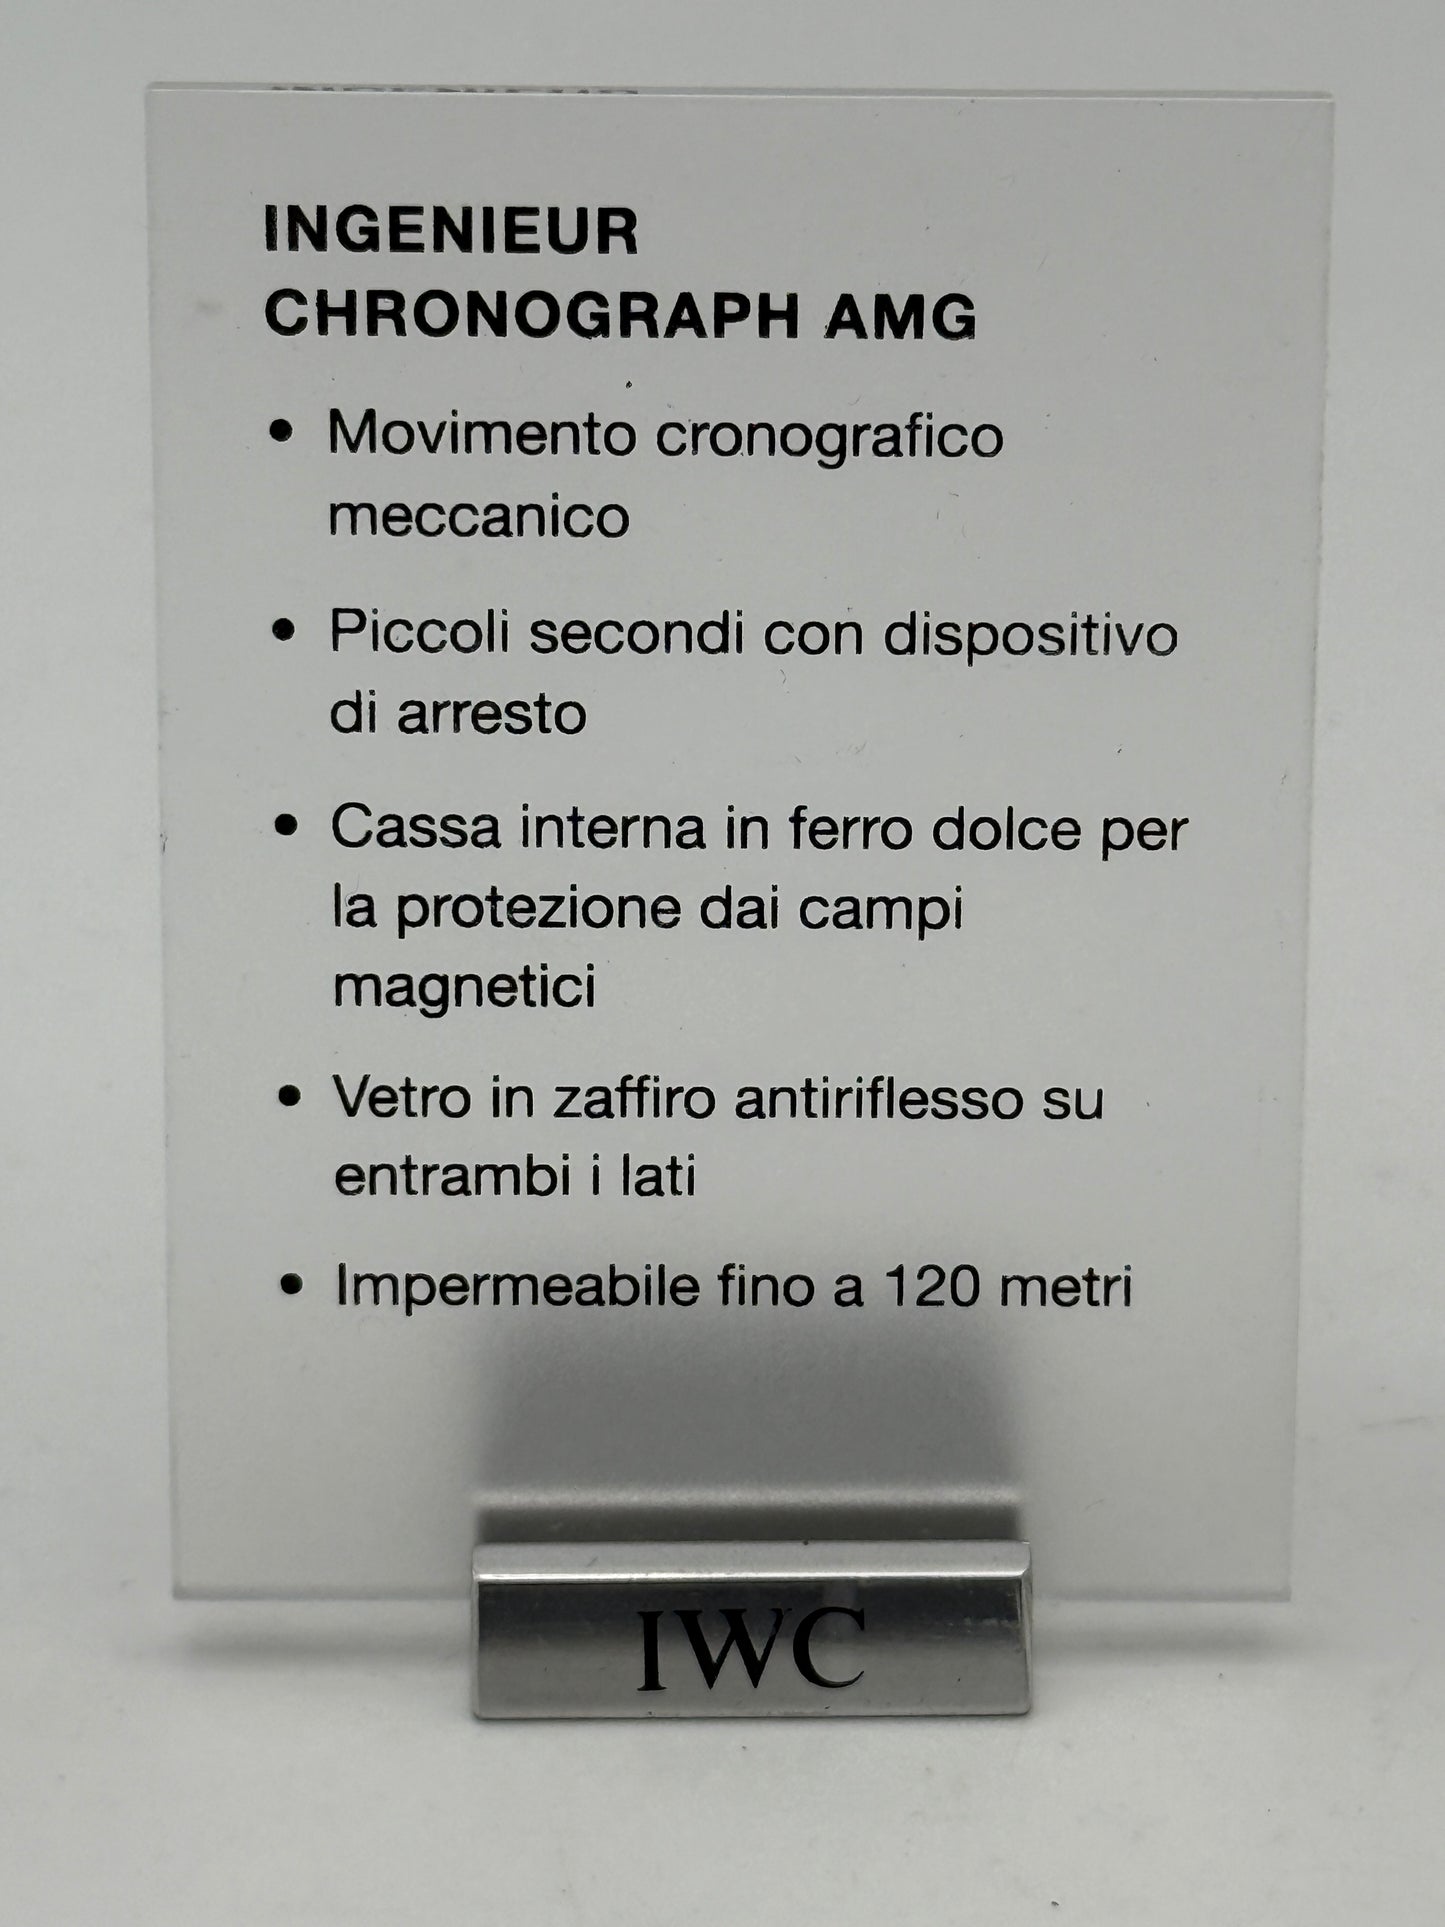 INGENIEUR
CHRONOGRAPH AMG
• Movimento cronografico
meccanico
• Piccoli secondi con dispositivo
di arresto
• Cassa interna in ferro dolce per
la protezione dai campi
magnetici
• Vetro in zaffiro antiriflesso su
entrambi i lati
• Impermeabile fino a 120 metri
IWC